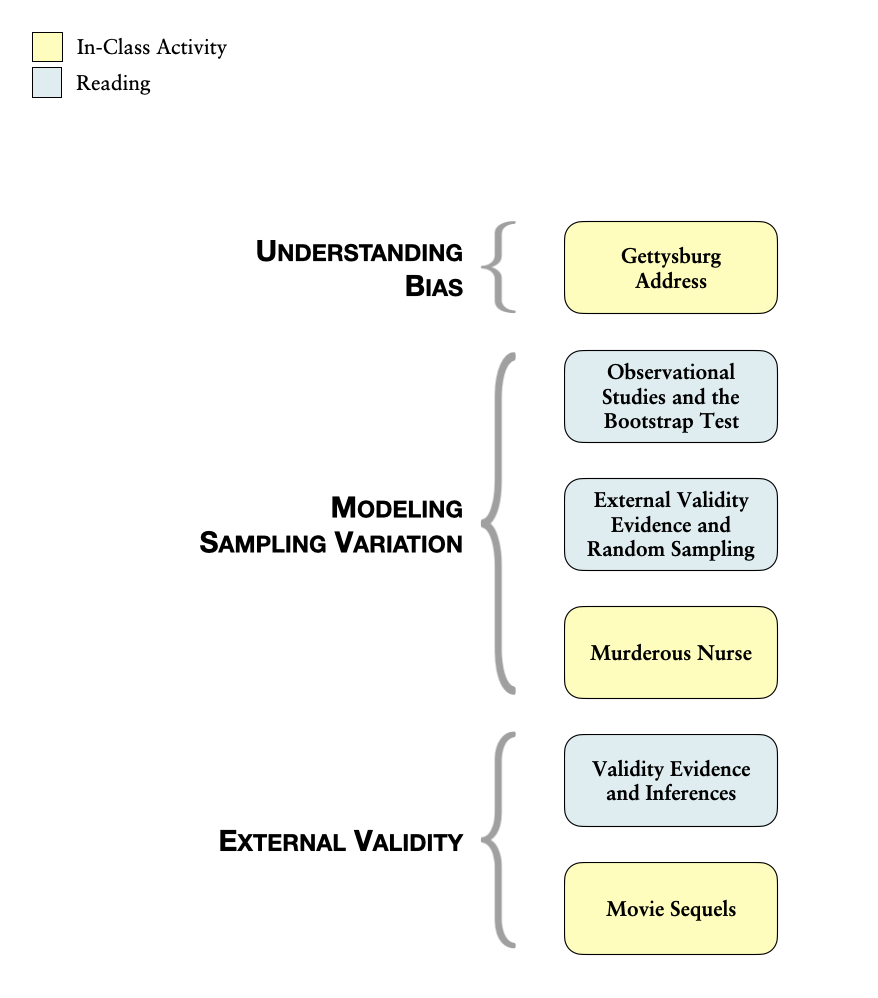 In-Class Activity
Reading
UNDERSTANDING
BIAS
Gettysburg
Address
MODELING
SAMPLING VARIATION
Observational
Studies and the
Bootstrap Test
External Validity
Evidence and
Random Sampling
Murderous Nurse
EXTERNAL VALIDITY
Validity Evidence
and Inferences
Movie Sequels